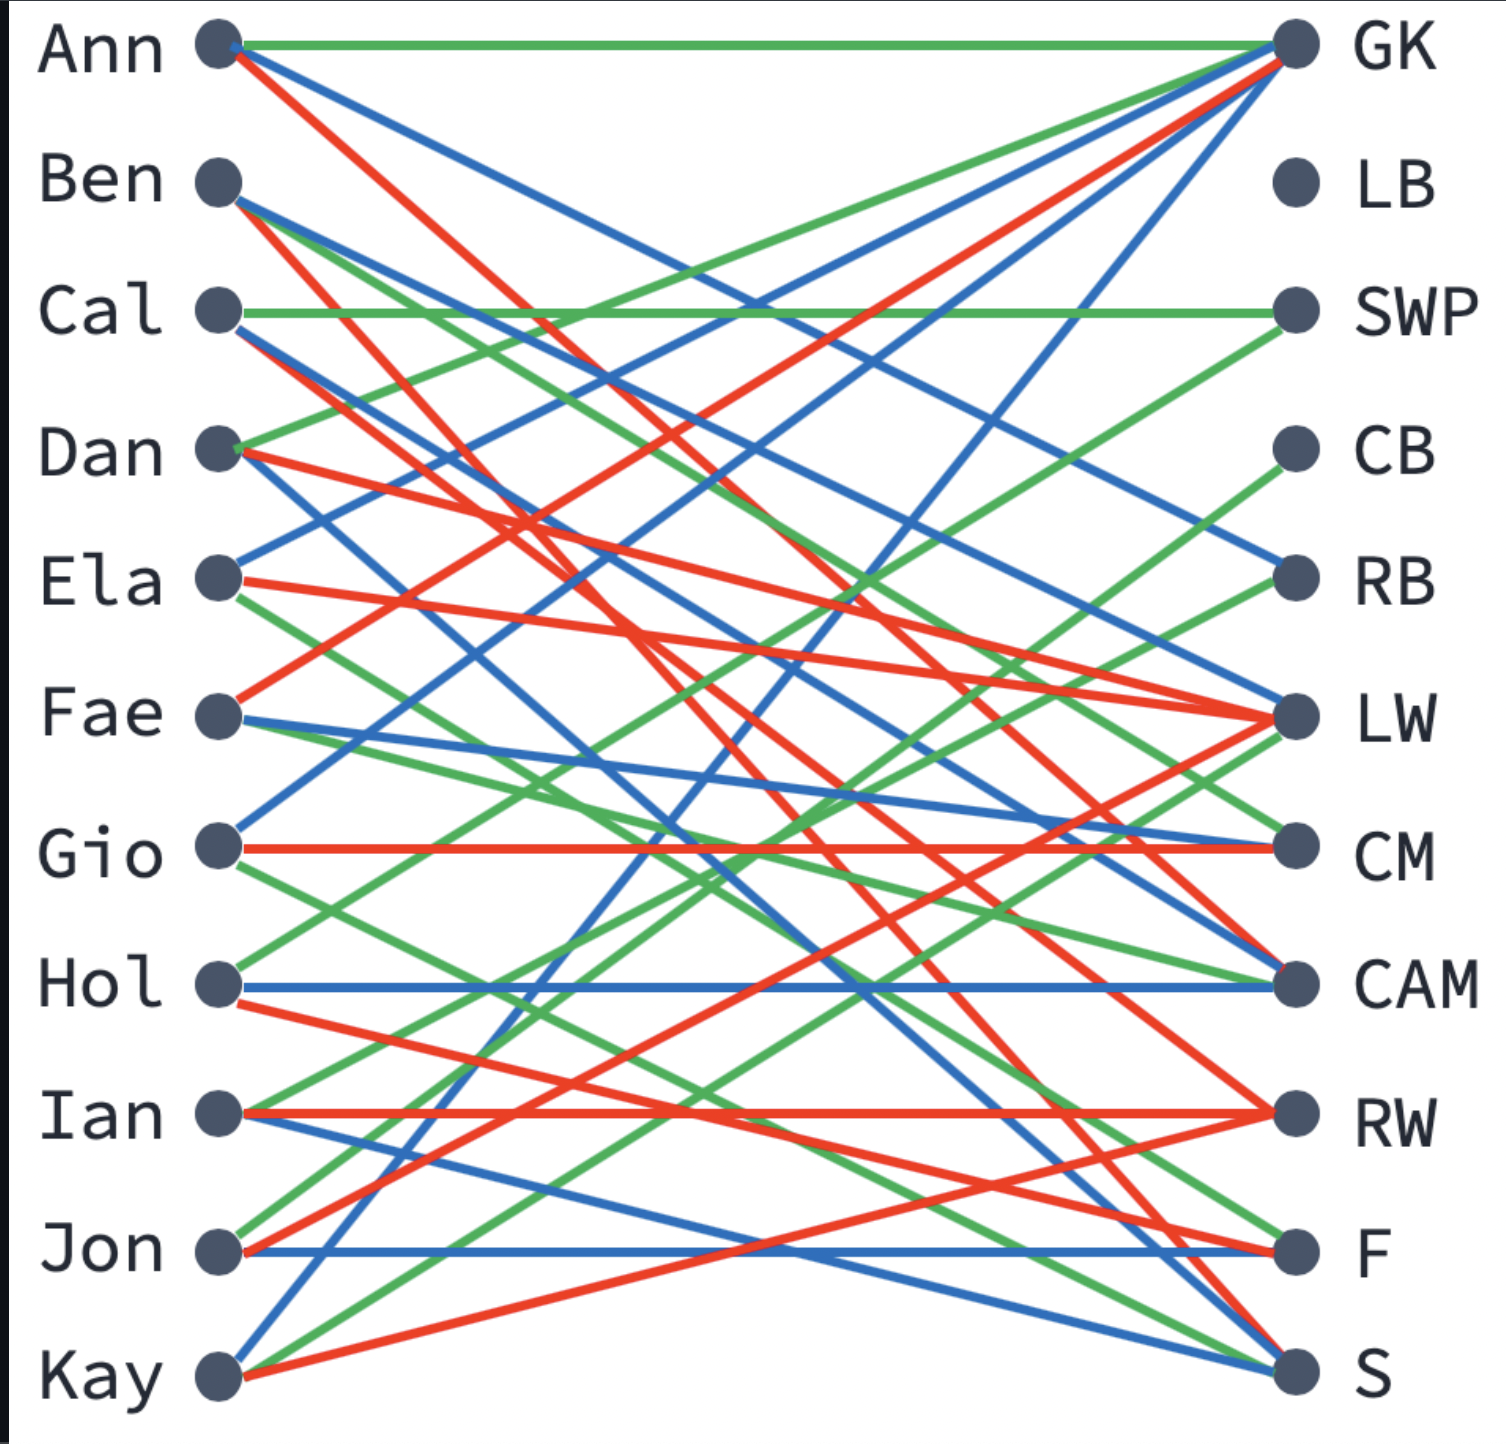 Ann GK
Ben LB
Cal SWP
Dan CB
Ela RB
Fae LW
Gio CM
Hol CAM
Ian RW
Jon F
Kay S